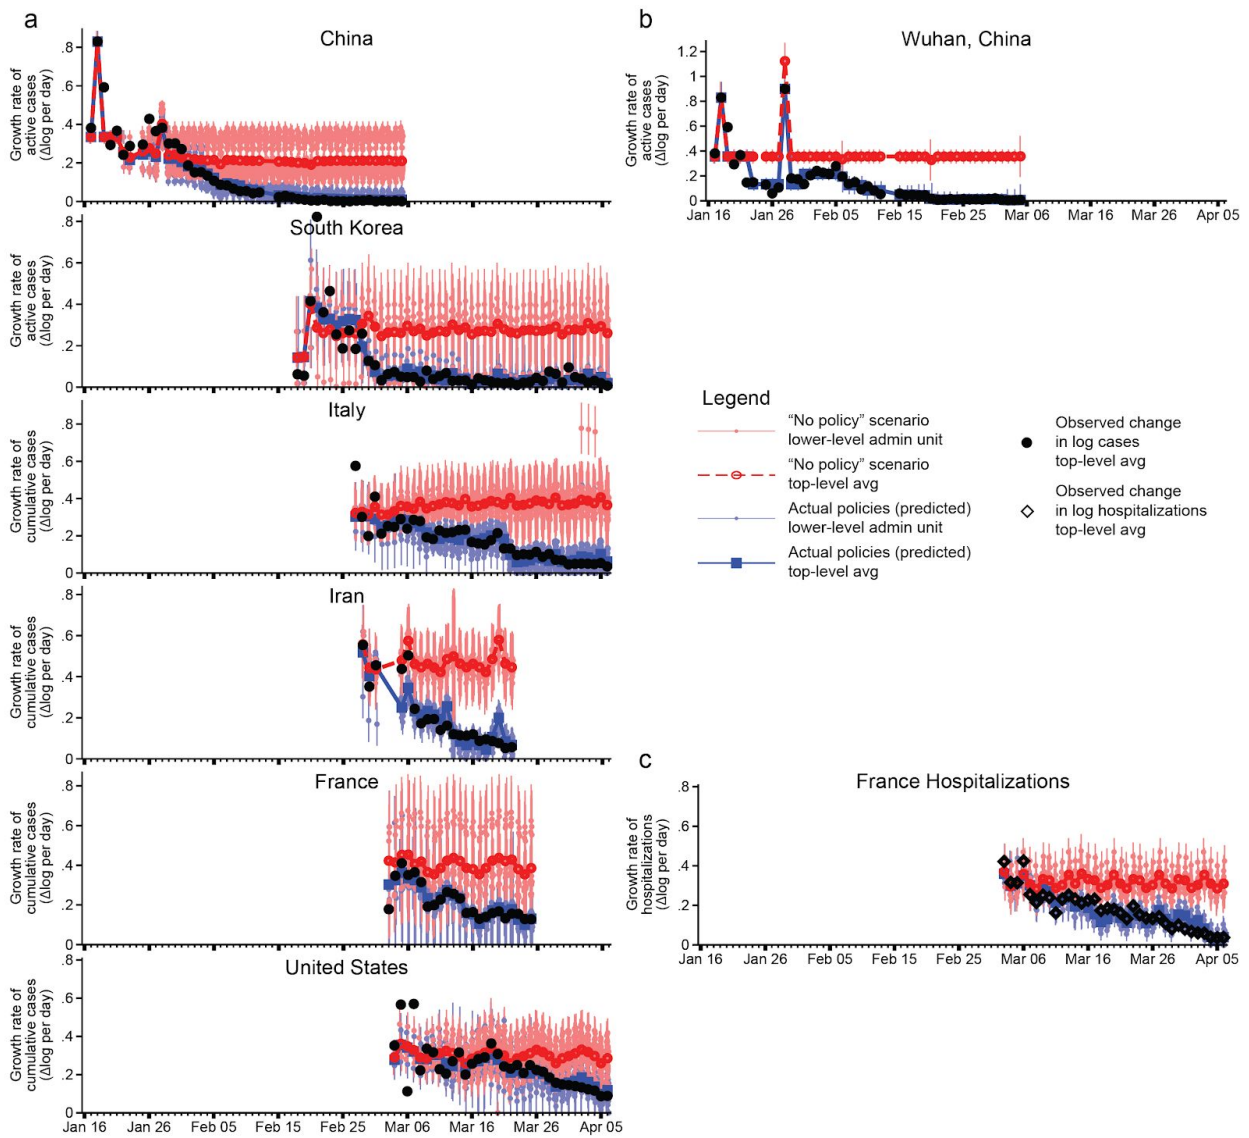 a
China
Growth rate of
active cases
(Δlog per day)
.8
.6
.4
.2
0
South Korea
Growth rate of
active cases
(Δlog per day)
.8
.6
.4
.2
0
Italy
Growth rate of
cumulative cases
(Δlog per day)
.8
.6
.4
.2
0
Iran
Growth rate of
cumulative cases
(Δlog per day)
.8
.6
.4
.2
0
France
Growth rate of
cumulative cases
(Δlog per day)
.8
.6
.4
.2
0
United States
Growth rate of
cumulative cases
(Δlog per day)
.8
.6
.4
.2
0
Jan 16 Jan 26 Feb 05 Feb 15 Feb 25 Mar 06 Mar 16 Mar 26 Apr 05
b
Wuhan, China
Growth rate of
active cases
(Δlog per day)
1.2
1
.8
.6
.4
.2
0
Jan 16 Jan 26 Feb 05 Feb 15 Feb 25 Mar 06 Mar 16 Mar 26 Apr 05
Legend
“No policy” scenario
lower-level admin unit
“No policy” scenario
top-level avg
Actual policies (predicted)
lower-level admin unit
Actual policies (predicted)
top-level avg
Observed change
in log cases
top-level avg
Observed change
in log hospitalizations
top-level avg
c
France Hospitalizations
Growth rate of
hospitalizations
(Δlog per day)
.8
.6
.4
.2
0
Jan 16 Jan 26 Feb 05 Feb 15 Feb 25 Mar 06 Mar 16 Mar 26 Apr 05